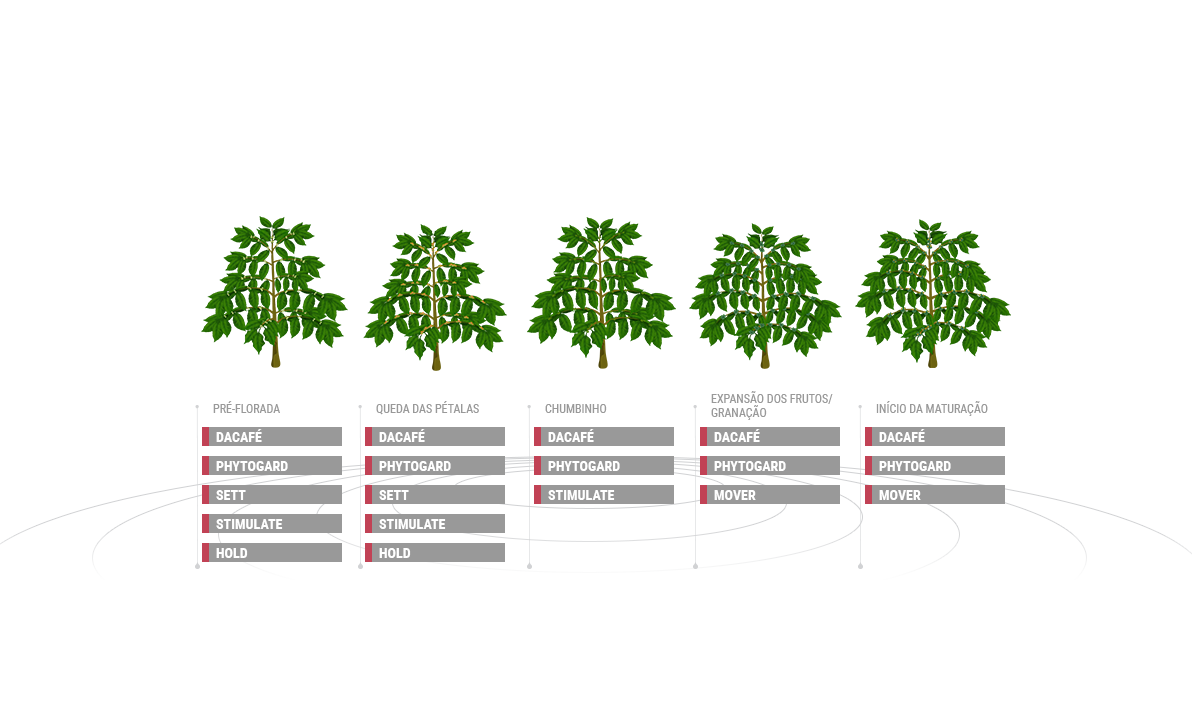 PRÉ-FLORADA
DACAFÉ
PHYTOGARD
SETT
STIMULATE
HOLD
QUEDA DAS PÉTALAS
DACAFÉ
PHYTOGARD
SETT
STIMULATE
HOLD
CHUMBINHO
DACAFÉ
PHYTOGARD
STIMULATE
EXPANSÃO DOS FRUTOS/
GRANAÇÃO
DACAFÉ
PHYTOGARD
MOVER
INÍCIO DA MATURAÇÃO
DACAFÉ
PHYTOGARD
MOVER